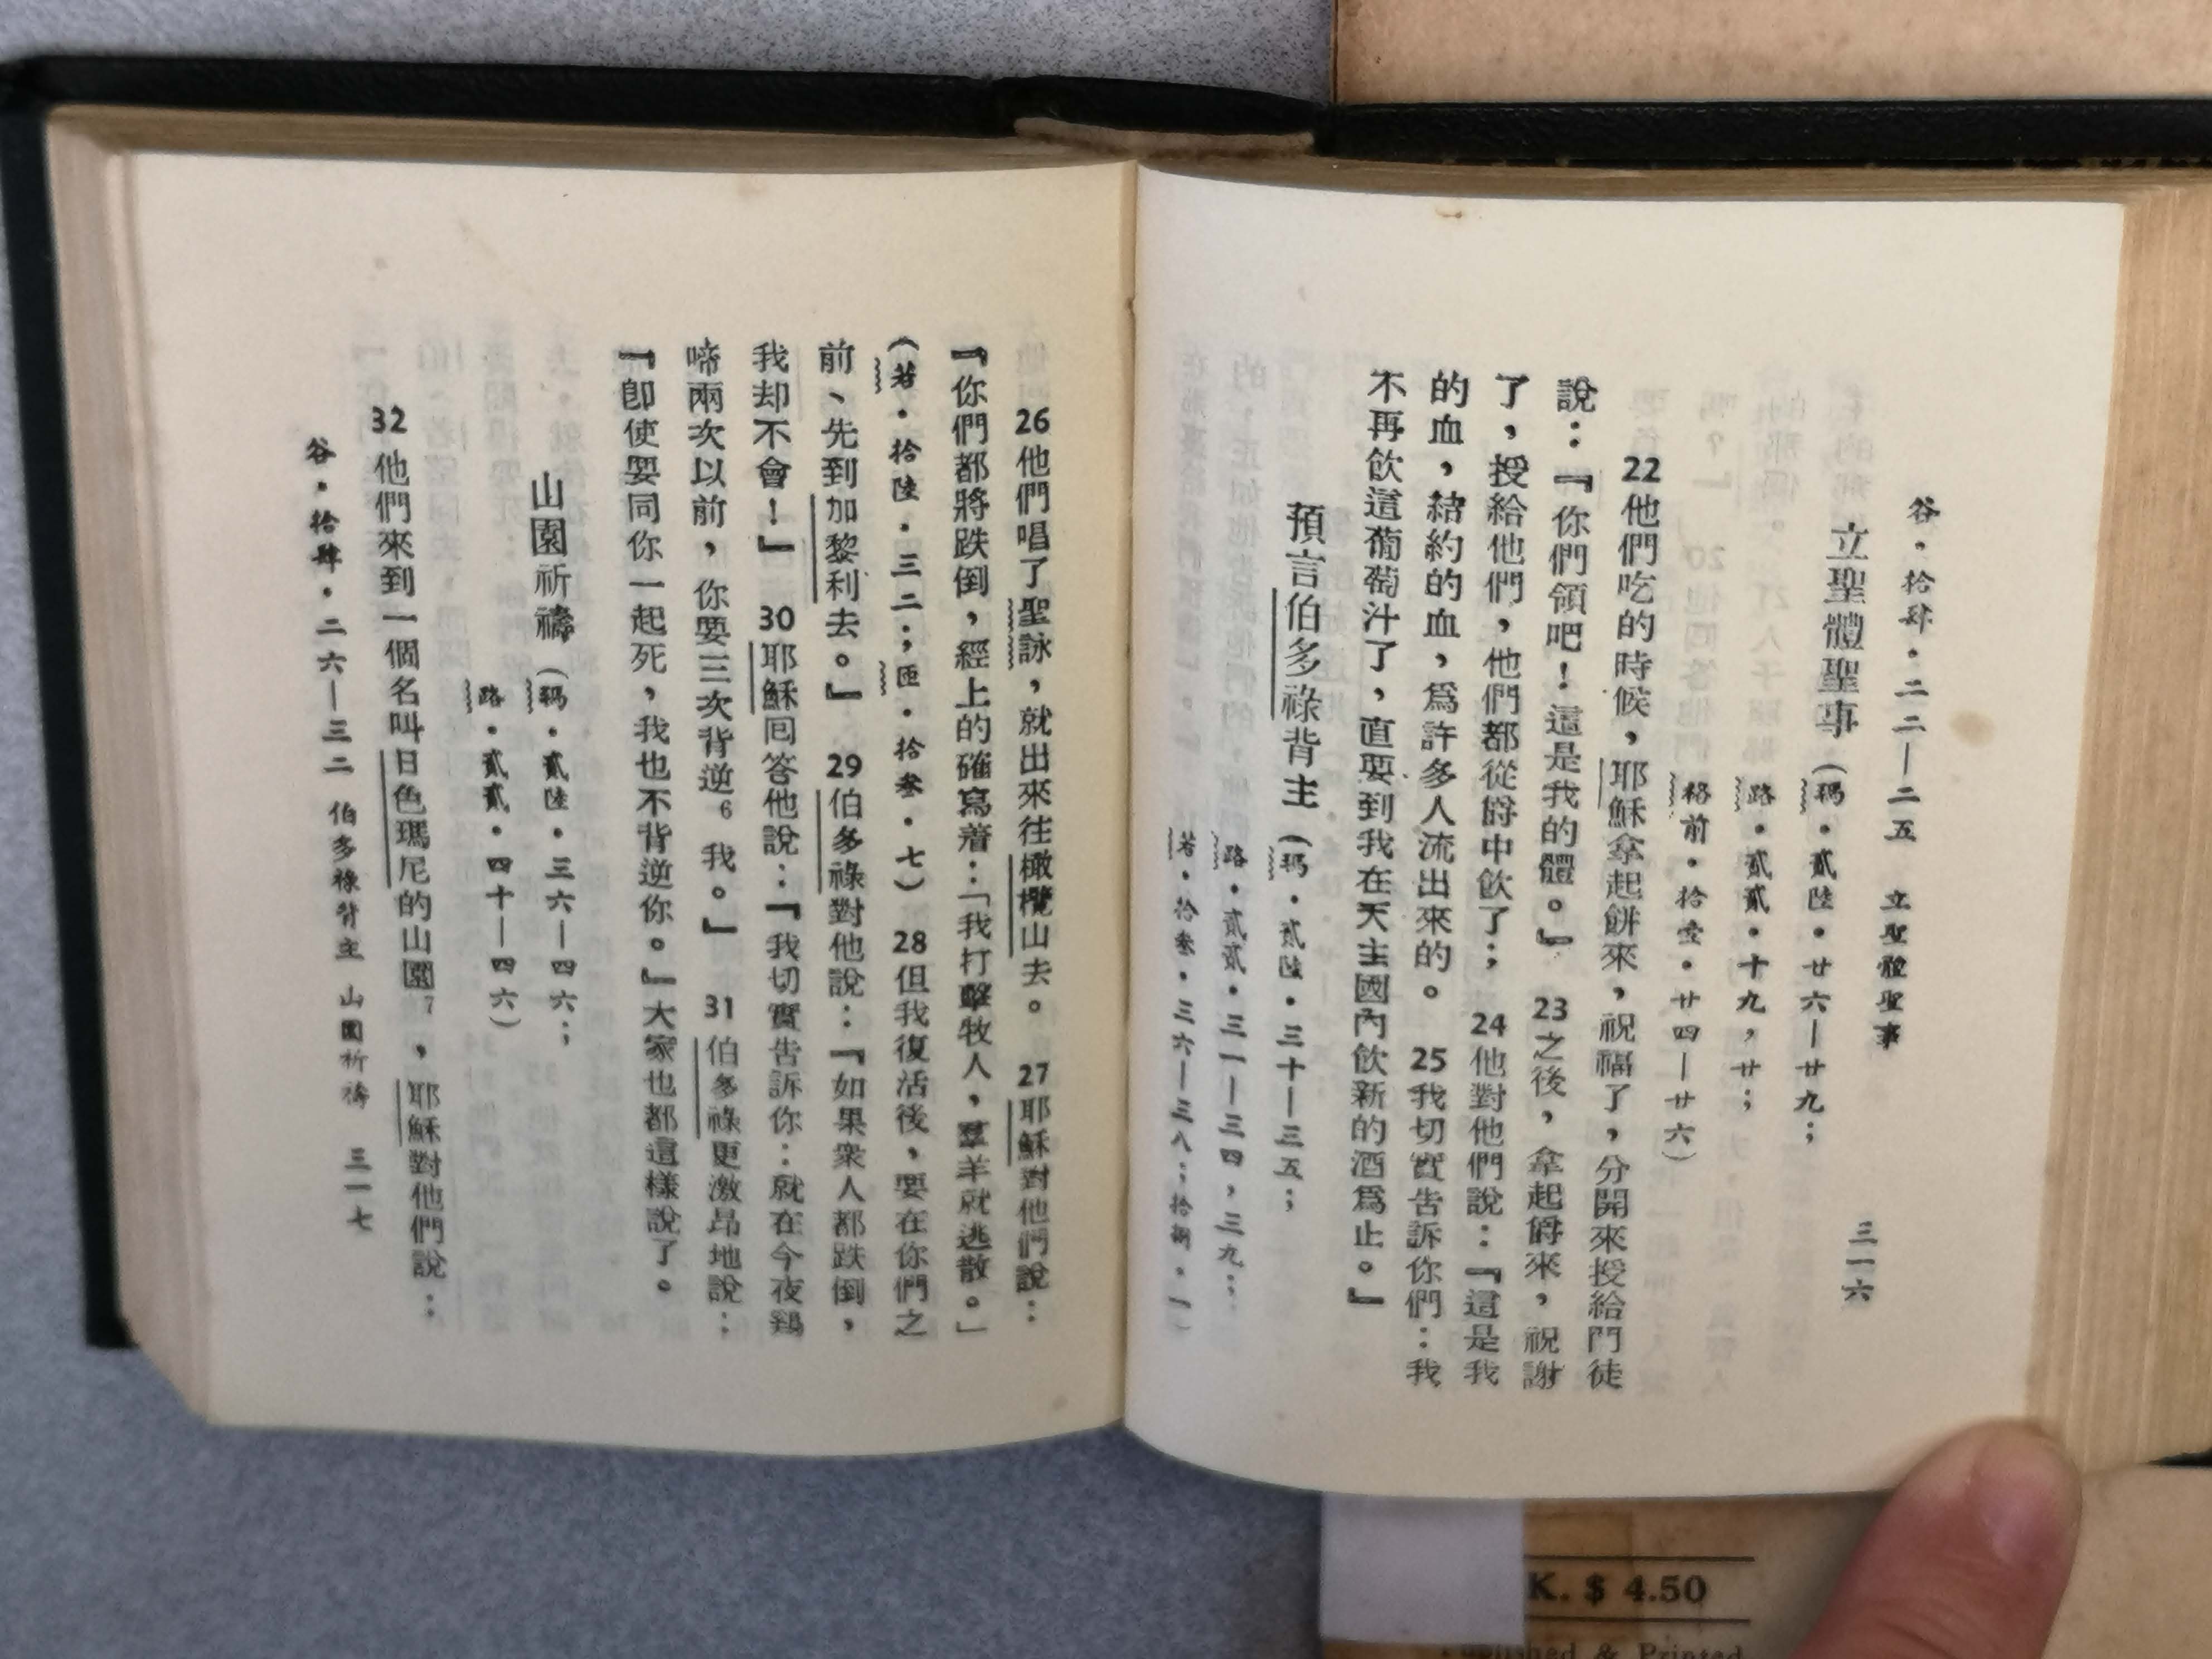 谷・拾肆・二二—二五　立聖體聖事　三一六
立聖體聖事（瑪・貳陸・廿六—廿九；
路・貳貳・十九，廿；
格前・拾壹・廿四—廿六）
22他們吃的時候，耶穌拿起餅來，祝福了，分開來授給門徒
說：『你們領吧！這是我的體。』　23之後，拿起爵來，祝謝
了，授給他們，他們都從爵中飲了；　24他對他們說：『這是我
的血，結約的血，爲許多人流出來的。　25我切實告訴你們：我
不再飲這葡萄汁了，直要到我在天主國內飲新的酒爲止。』
預言伯多祿背主（瑪・貳陸・三十—三五；
路・貳貳・三一—三四，三九；
若・拾叁・三六—三八；拾捌・一）
26他們唱了聖詠，就出來往橄欖山去。　27耶穌對他們說：
『你們都將跌倒，經上的確寫着：「我打擊牧人，羣羊就逃散。」
（若・拾陸・三二；匝・拾叁・七）　28但我復活後，要在你們之
前、先到加黎利去。』　29伯多祿對他說：『如果衆人都跌倒，
我却不會！』　30耶穌囘答他說：『我切實告訴你：就在今夜鷄
啼兩次以前，你要三次背逆6我。』　31伯多祿更激昂地說：
『卽使要同你一起死，我也不背逆你。』大家也都這樣說了。
山園祈禱（瑪・貳陸・三六—四六；
路・貳貳・四十—四六）
32他們來到一個名叫日色瑪尼的山園7，耶穌對他們說：
谷・拾肆・二六—三二　伯多祿背主　山園祈禱　三一七
K. $ 4.50
& Printed